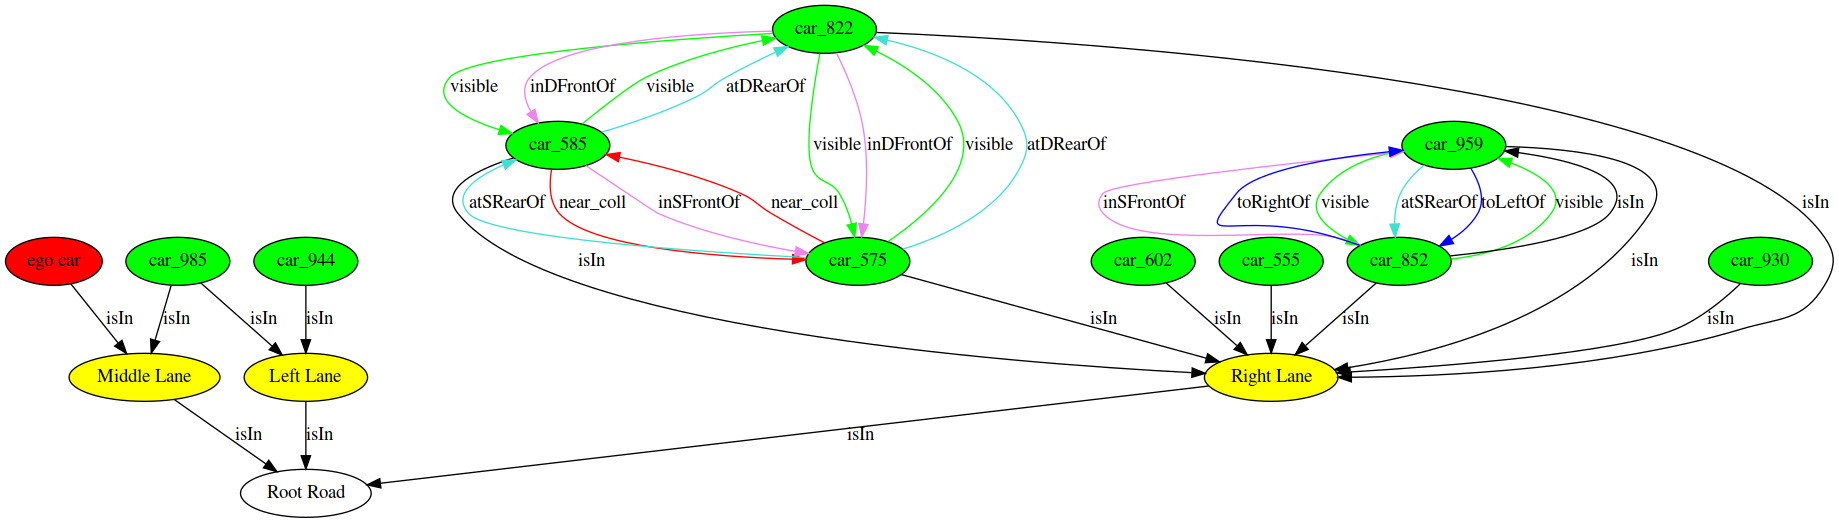 car_822
visible
inDFrontOf
visible
atDRearOf
car_585
visible
inDFrontOf
visible
atDRearOf
car_959
atSRearOf
near_coll
inSFrontOf
near_coll
inSFrontOf
toRightOf
visible
atSRearOf
toLeftOf
visible
isIn
isIn
ego car
car_985
car_944
isIn
car_575
car_602
car_555
car_852
isIn
car_930
isIn
isIn
isIn
isIn
isIn
isIn
isIn
isIn
isIn
Middle Lane
Left Lane
Right Lane
isIn
isIn
isIn
Root Road